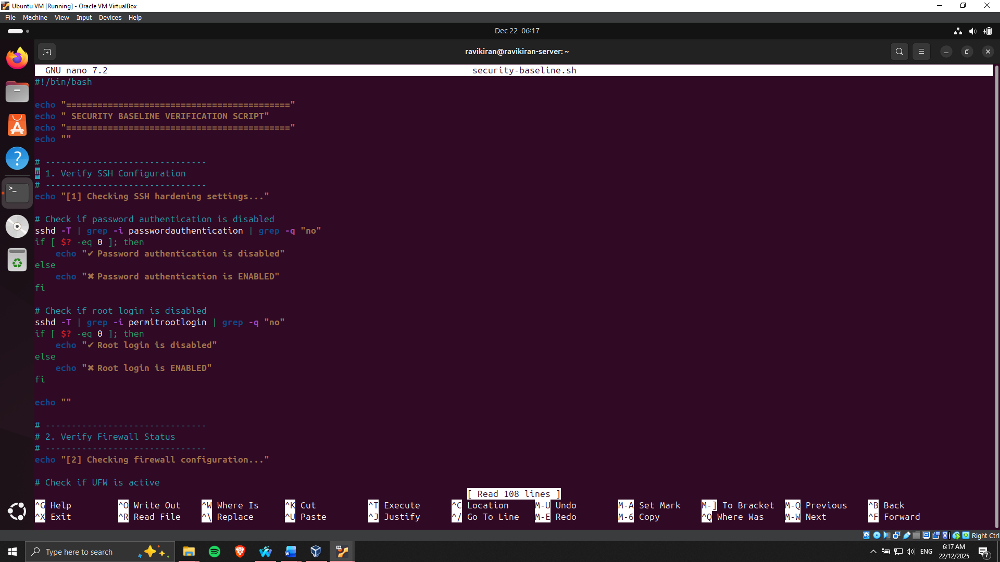 Ubuntu VM [Running] - Oracle VM VirtualBox
File Machine View Input Devices Help
Dec 22 06:17
ravikiran@ravikiran-server: ~
GNU nano 7.2 security-baseline.sh
#!/bin/bash
echo "==========================================="
echo " SECURITY BASELINE VERIFICATION SCRIPT"
echo "==========================================="
echo ""
# -------------------------------
# 1. Verify SSH Configuration
# -------------------------------
echo "[1] Checking SSH hardening settings..."
# Check if password authentication is disabled
sshd -T | grep -i passwordauthentication | grep -q "no"
if [ $? -eq 0 ]; then
    echo "✔ Password authentication is disabled"
else
    echo "✖ Password authentication is ENABLED"
fi
# Check if root login is disabled
sshd -T | grep -i permitrootlogin | grep -q "no"
if [ $? -eq 0 ]; then
    echo "✔ Root login is disabled"
else
    echo "✖ Root login is ENABLED"
fi
echo ""
# -------------------------------
# 2. Verify Firewall Status
# -------------------------------
echo "[2] Checking firewall configuration..."
# Check if UFW is active
[ Read 108 lines ]
^G Help ^O Write Out ^W Where Is ^K Cut ^T Execute ^C Location M-U Undo M-A Set Mark M-] To Bracket M-Q Previous ^B Back
^X Exit ^R Read File ^\ Replace ^U Paste ^J Justify ^/ Go To Line M-E Redo M-6 Copy ^Q Where Was M-W Next ^F Forward
Right Ctrl
Type here to search
ENG
6:17 AM
22/12/2025
7